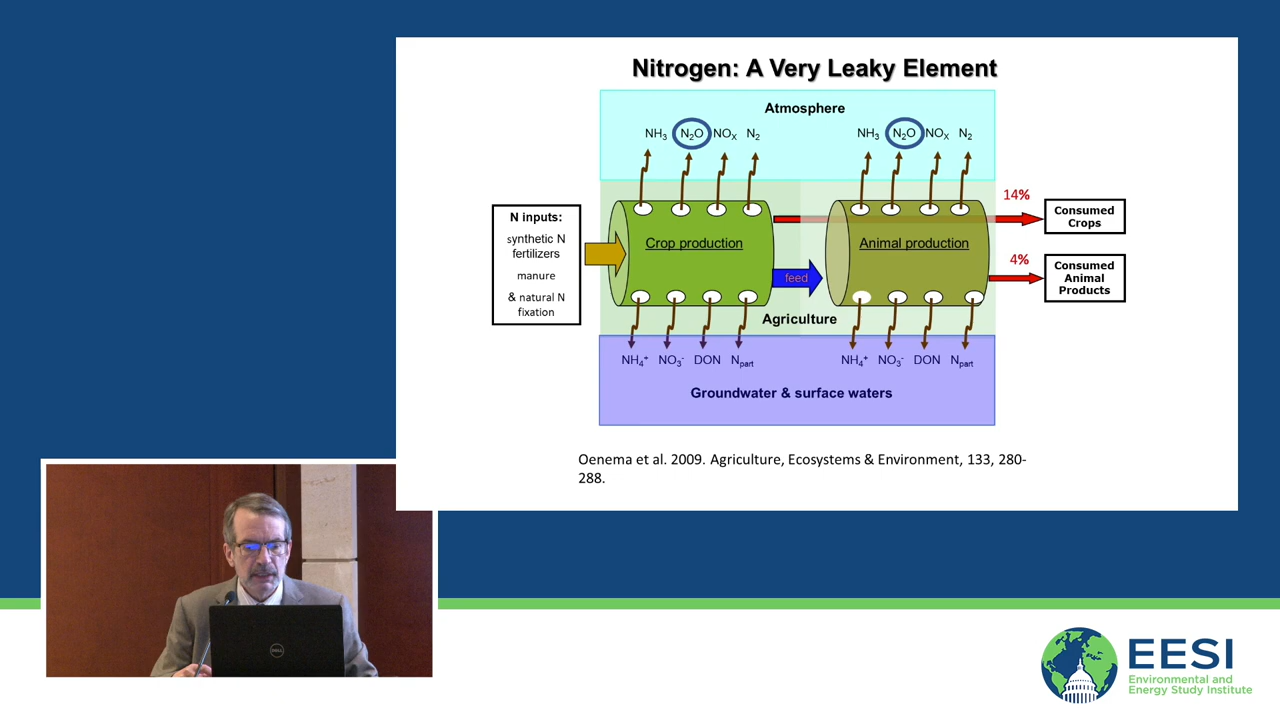 Nitrogen: A Very Leaky Element
Atmosphere
NH₃ N₂O NOₓ N₂
NH₃ N₂O NOₓ N₂
N inputs:
synthetic N
fertilizers
manure
& natural N
fixation
Crop production
feed
Animal production
14%
Consumed
Crops
4%
Consumed
Animal
Products
Agriculture
NH₄⁺ NO₃⁻ DON Nₚₐᵣₜ
NH₄⁺ NO₃⁻ DON Nₚₐᵣₜ
Groundwater & surface waters
Oenema et al. 2009. Agriculture, Ecosystems & Environment, 133, 280-
288.
DELL
EESI
Environmental and
Energy Study Institute